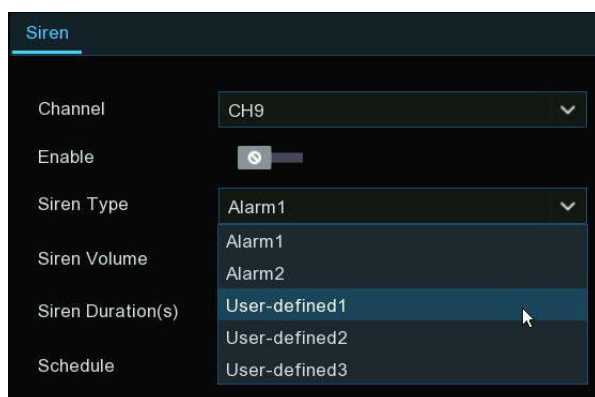 Siren
Channel CH9
Enable
Siren Type Alarm1
Alarm1
Siren Volume
Alarm2
Siren Duration(s) User-defined1
User-defined2
Schedule User-defined3